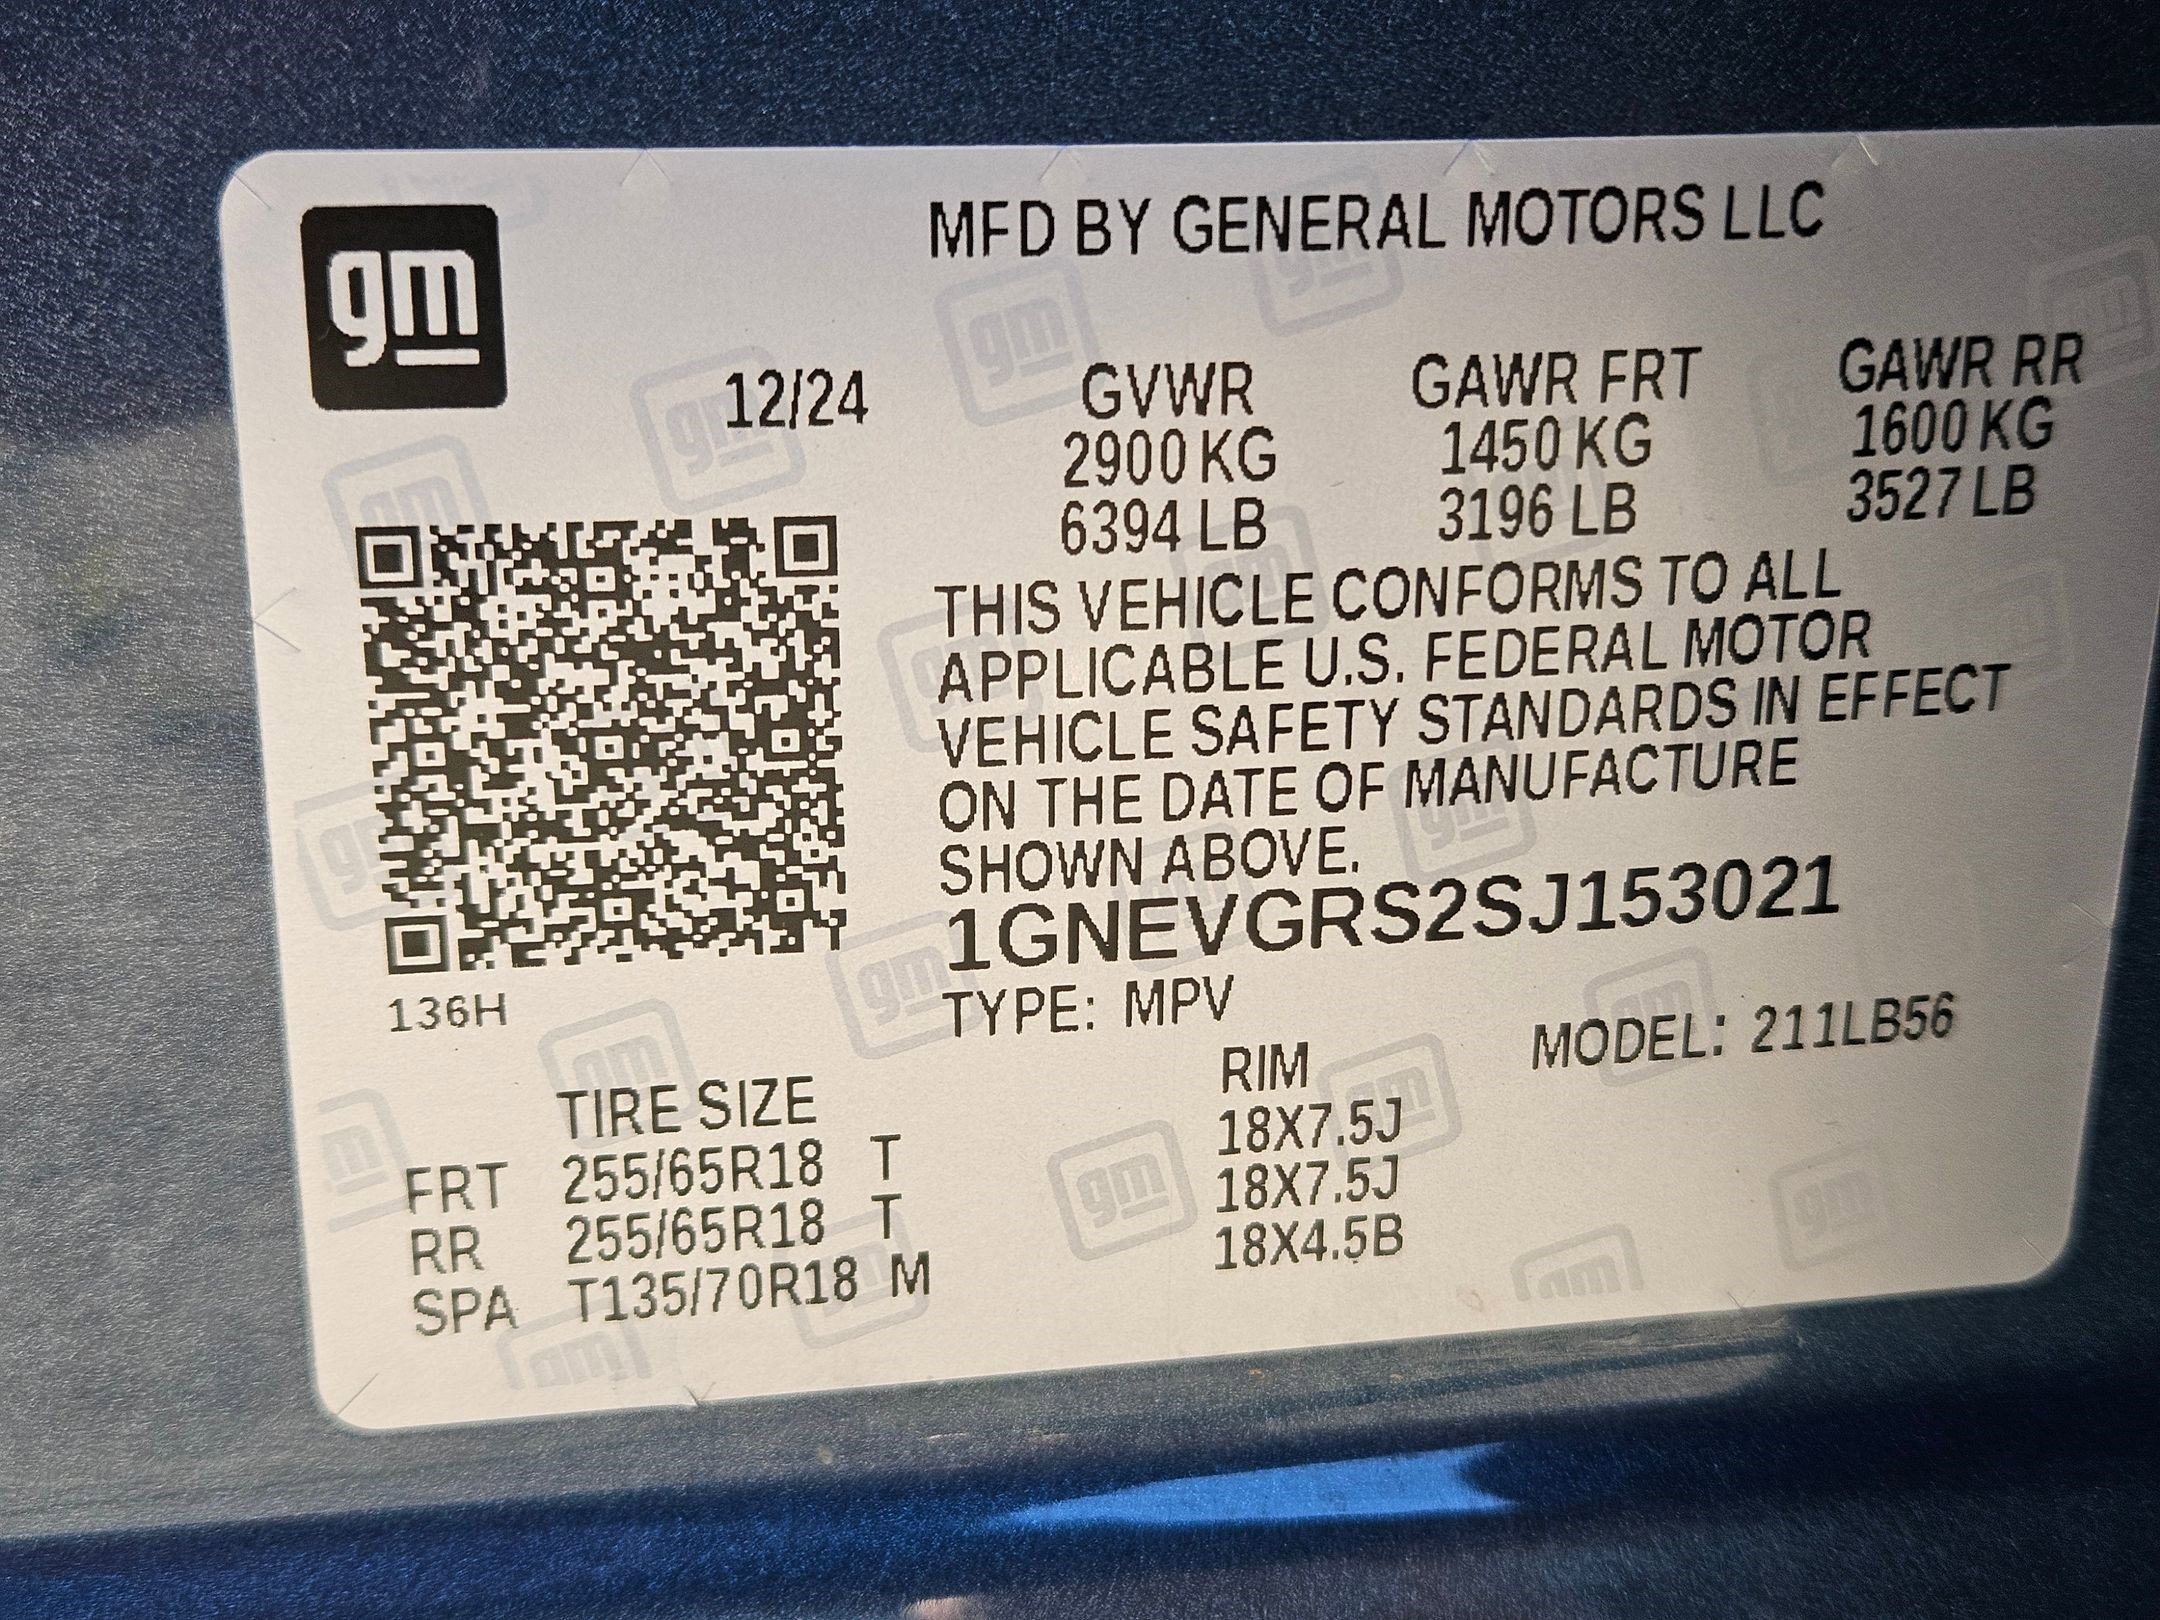 gm
MFD BY GENERAL MOTORS LLC
12/24 GVWR GAWR FRT GAWR RR
2900 KG 1450 KG 1600 KG
6394 LB 3196 LB 3527 LB
THIS VEHICLE CONFORMS TO ALL
APPLICABLE U.S. FEDERAL MOTOR
VEHICLE SAFETY STANDARDS IN EFFECT
ON THE DATE OF MANUFACTURE
SHOWN ABOVE.
1GNEVGRS2SJ153021
136H
TYPE: MPV MODEL: 211LB56
TIRE SIZE RIM
FRT 255/65R18 T 18X7.5J
RR 255/65R18 T 18X7.5J
SPA T135/70R18 M 18X4.5B